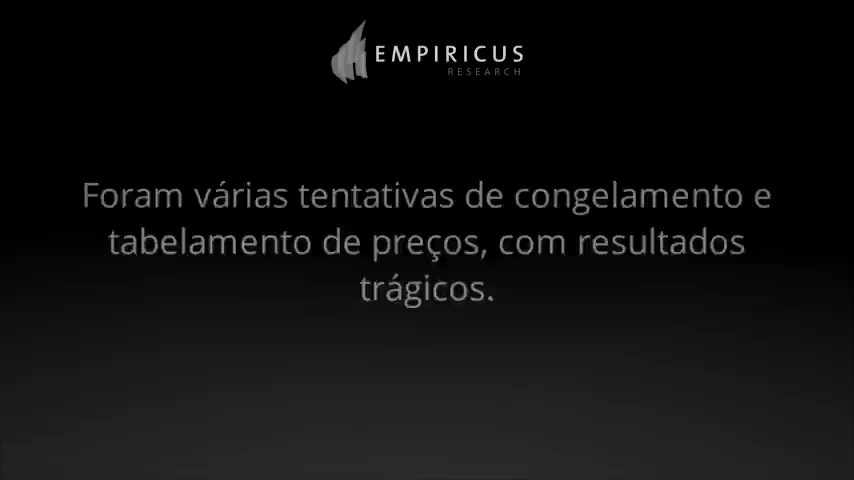 EMPIRICUS
RESEARCH
Foram várias tentativas de congelamento e
tabelamento de preços, com resultados
trágicos.